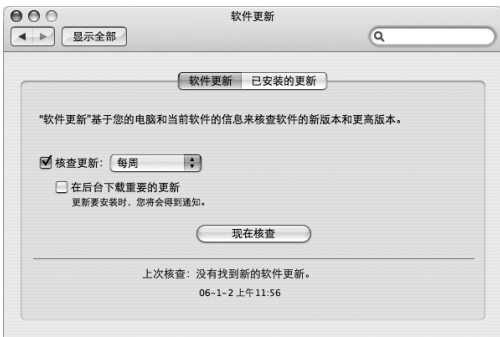 软件更新
显示全部
软件更新 已安装的更新
“软件更新”基于您的电脑和当前软件的信息来核查软件的新版本和更高版本。
核查更新： 每周
在后台下载重要的更新
更新要安装时，您将会得到通知。
现在核查
上次核查：没有找到新的软件更新。
06-1-2 上午11:56